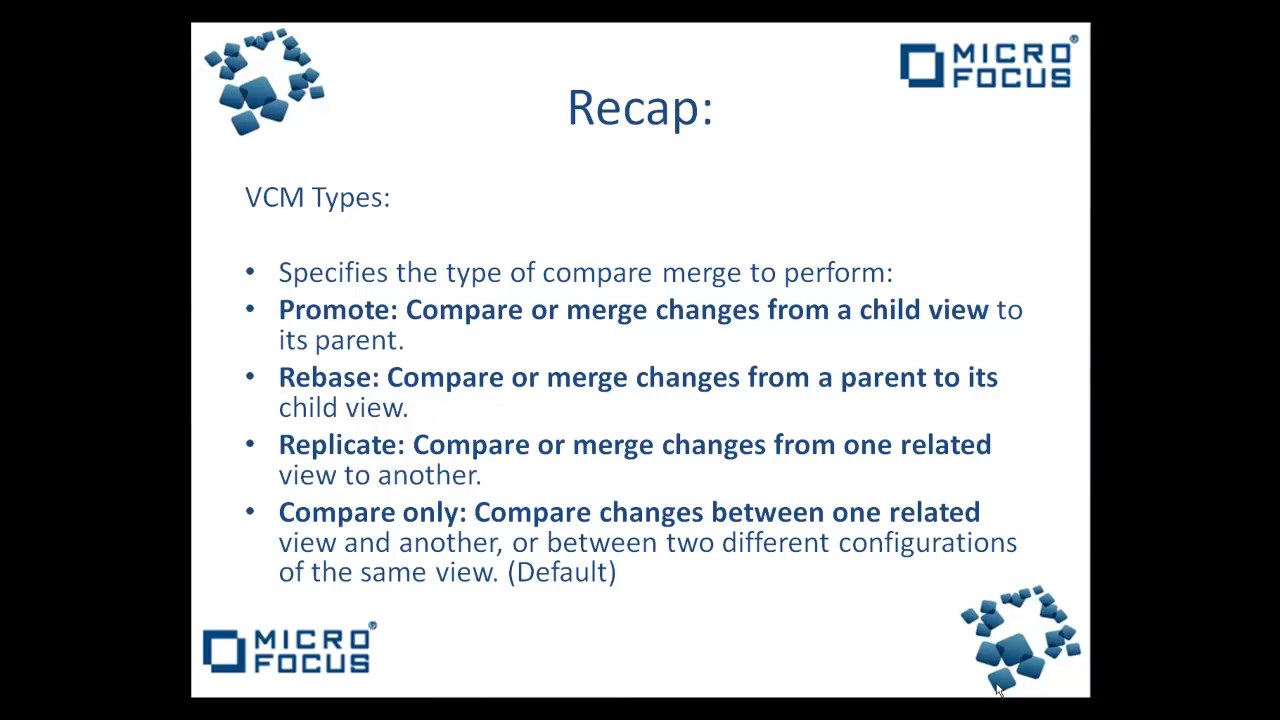 MICRO
FOCUS®
Recap:
VCM Types:
• Specifies the type of compare merge to perform:
• Promote: Compare or merge changes from a child view to
its parent.
• Rebase: Compare or merge changes from a parent to its
child view.
• Replicate: Compare or merge changes from one related
view to another.
• Compare only: Compare changes between one related
view and another, or between two different configurations
of the same view. (Default)
MICRO
FOCUS®